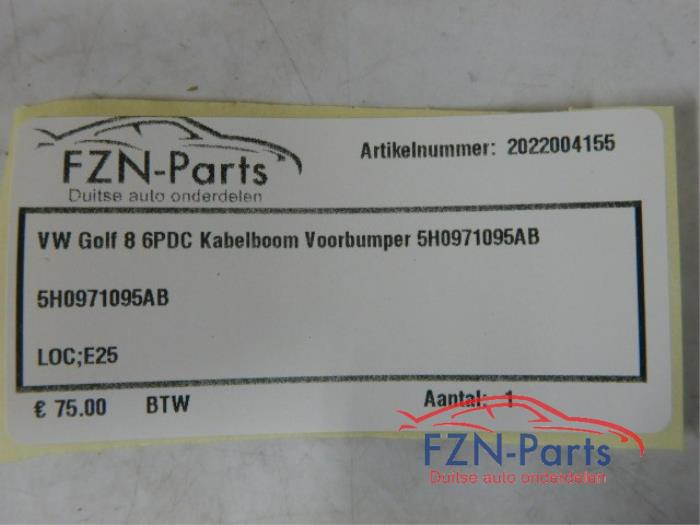 FZN-Parts
Duitse auto onderdelen
Artikelnummer: 2022004155
VW Golf 8 6PDC Kabelboom Voorbumper 5H0971095AB
5H0971095AB
LOC;E25
€ 75.00 BTW Aantal: 1
FZN-Parts
Duitse auto onderdelen